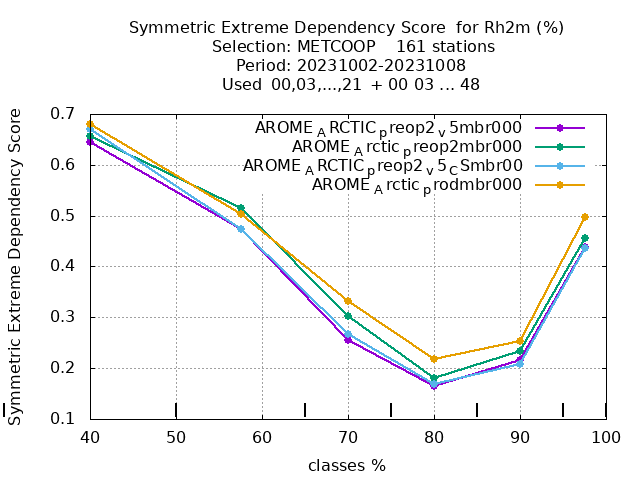 Symmetric Extreme Dependency Score  for Rh2m (%)
Selection: METCOOP    161 stations
Period: 20231002-20231008
Used  00,03,...,21  + 00 03 ... 48
AROME_ARCTIC_preop2_v5mbr000
AROME_Arctic_preop2mbr000
AROME_ARCTIC_preop2_v5_CSmbr00
AROME_Arctic_prodmbr000
Symmetric Extreme Dependency Score
0.7
0.6
0.5
0.4
0.3
0.2
0.1
40 50 60 70 80 90 100
classes %